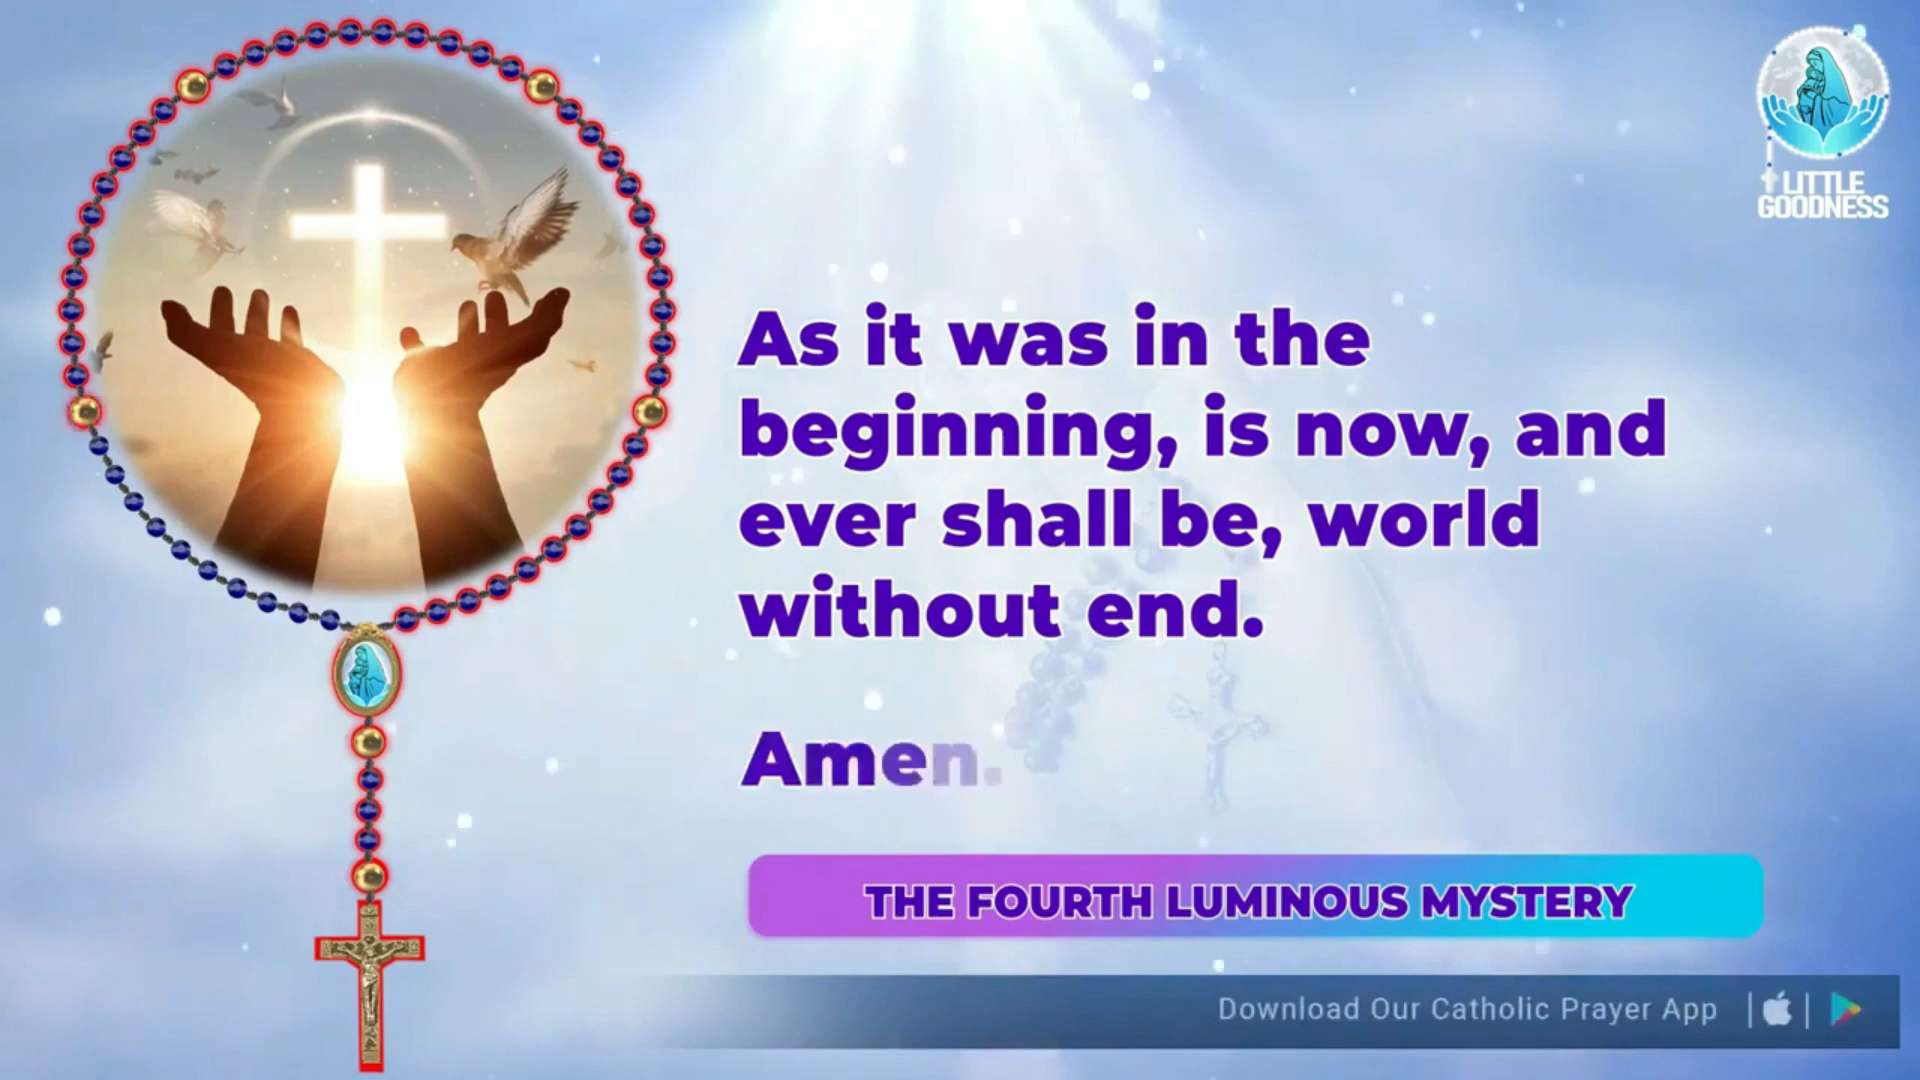 LITTLE
GOODNESS
As it was in the
beginning, is now, and
ever shall be, world
without end.
Amen.
THE FOURTH LUMINOUS MYSTERY
Download Our Catholic Prayer App